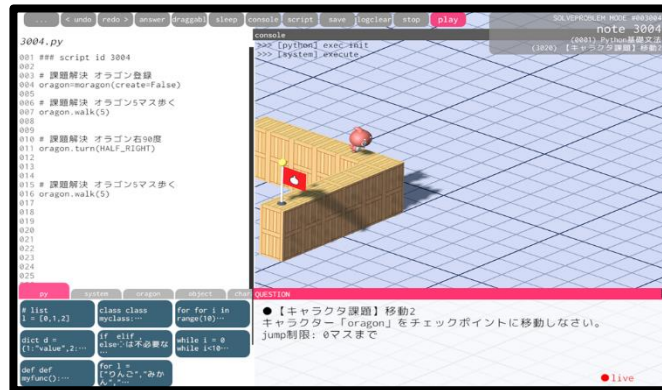 ...
< undo
redo >
answer
draggabl
sleep
console
script
save
logclear
stop
play
SOLVEPROBLEM MODE #003004
note 3004
(0001) Python基礎文法
(3020) 【キャラクタ課題】移動2
3004.py
001 ### script id 3004
002
003 # 課題解決 オラゴン登録
004 oragon=moragon(create=False)
005
006 # 課題解決 オラゴン5マス歩く
007 oragon.walk(5)
008
009
010 # 課題解決 オラゴン右90度
011 oragon.turn(HALF_RIGHT)
012
013
014
015 # 課題解決 オラゴン5マス歩く
016 oragon.walk(5)
017
018
019
020
021
022
023
024
025
console
>>> [python] exec init
>>> [system] execute
py
system
oragon
object
char
# list
l = [0,1,2]
class class
myclass:…
for for i in
range(10)…
dict d =
{1:"value",2:…
if elif
else:は不必要な
…
while i = 0
while i<10…
def def
myfunc():…
for l =
["りんご","みか
ん","…
QUESTION
●【キャラクタ課題】移動2
キャラクター「oragon」をチェックポイントに移動しなさい。
jump制限: 0マスまで
●live